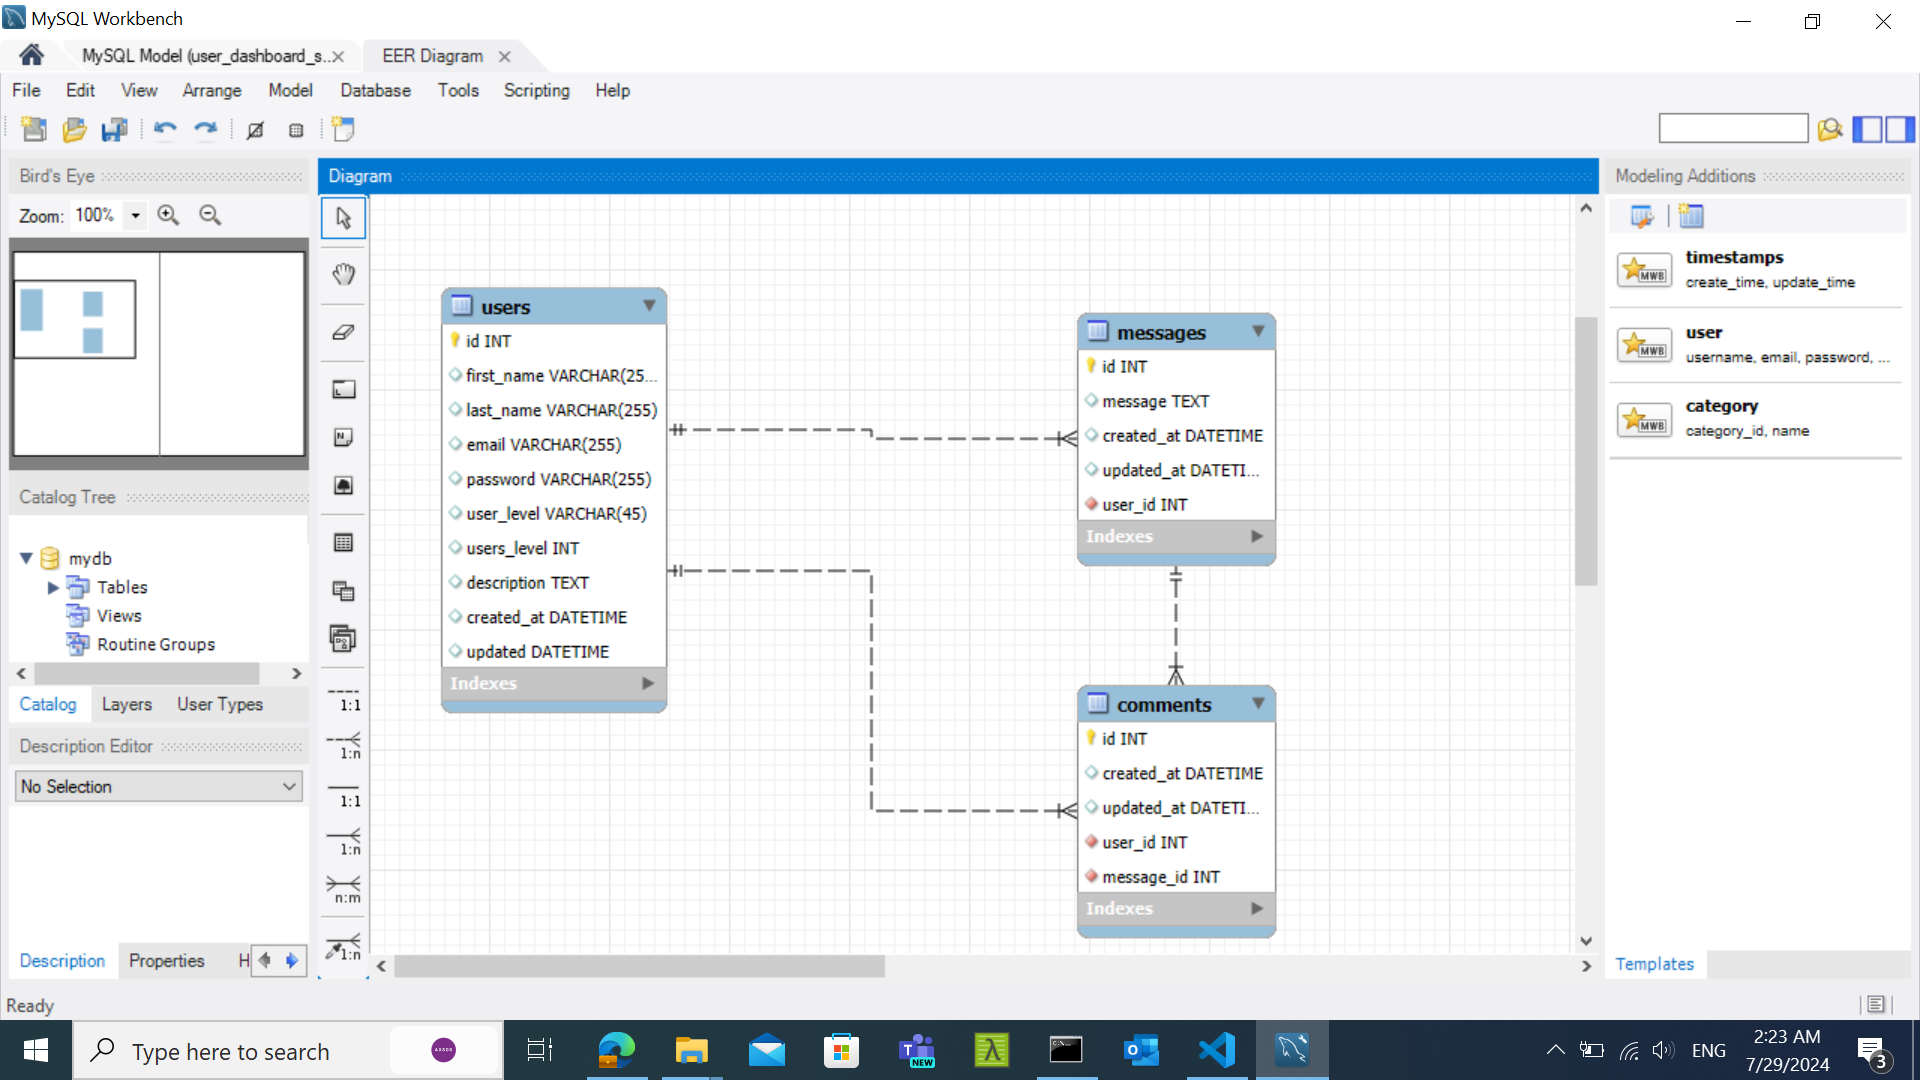 MySQL Workbench
MySQL Model (user_dashboard_s..
EER Diagram
File Edit View Arrange Model Database Tools Scripting Help
Bird's Eye
Zoom: 100%
Catalog Tree
mydb
Tables
Views
Routine Groups
Catalog Layers User Types
Description Editor
No Selection
Description Properties H
Ready
Diagram
1:1
1:n
1:1
1:n
n:m
1:n
users
id INT
first_name VARCHAR(25...
last_name VARCHAR(255)
email VARCHAR(255)
password VARCHAR(255)
user_level VARCHAR(45)
users_level INT
description TEXT
created_at DATETIME
updated DATETIME
Indexes
messages
id INT
message TEXT
created_at DATETIME
updated_at DATETI...
user_id INT
Indexes
comments
id INT
created_at DATETIME
updated_at DATETI...
user_id INT
message_id INT
Indexes
Modeling Additions
MWB
timestamps
create_time, update_time
MWB
user
username, email, password, ...
MWB
category
category_id, name
Templates
Type here to search
NEW
ENG
2:23 AM
7/29/2024
3